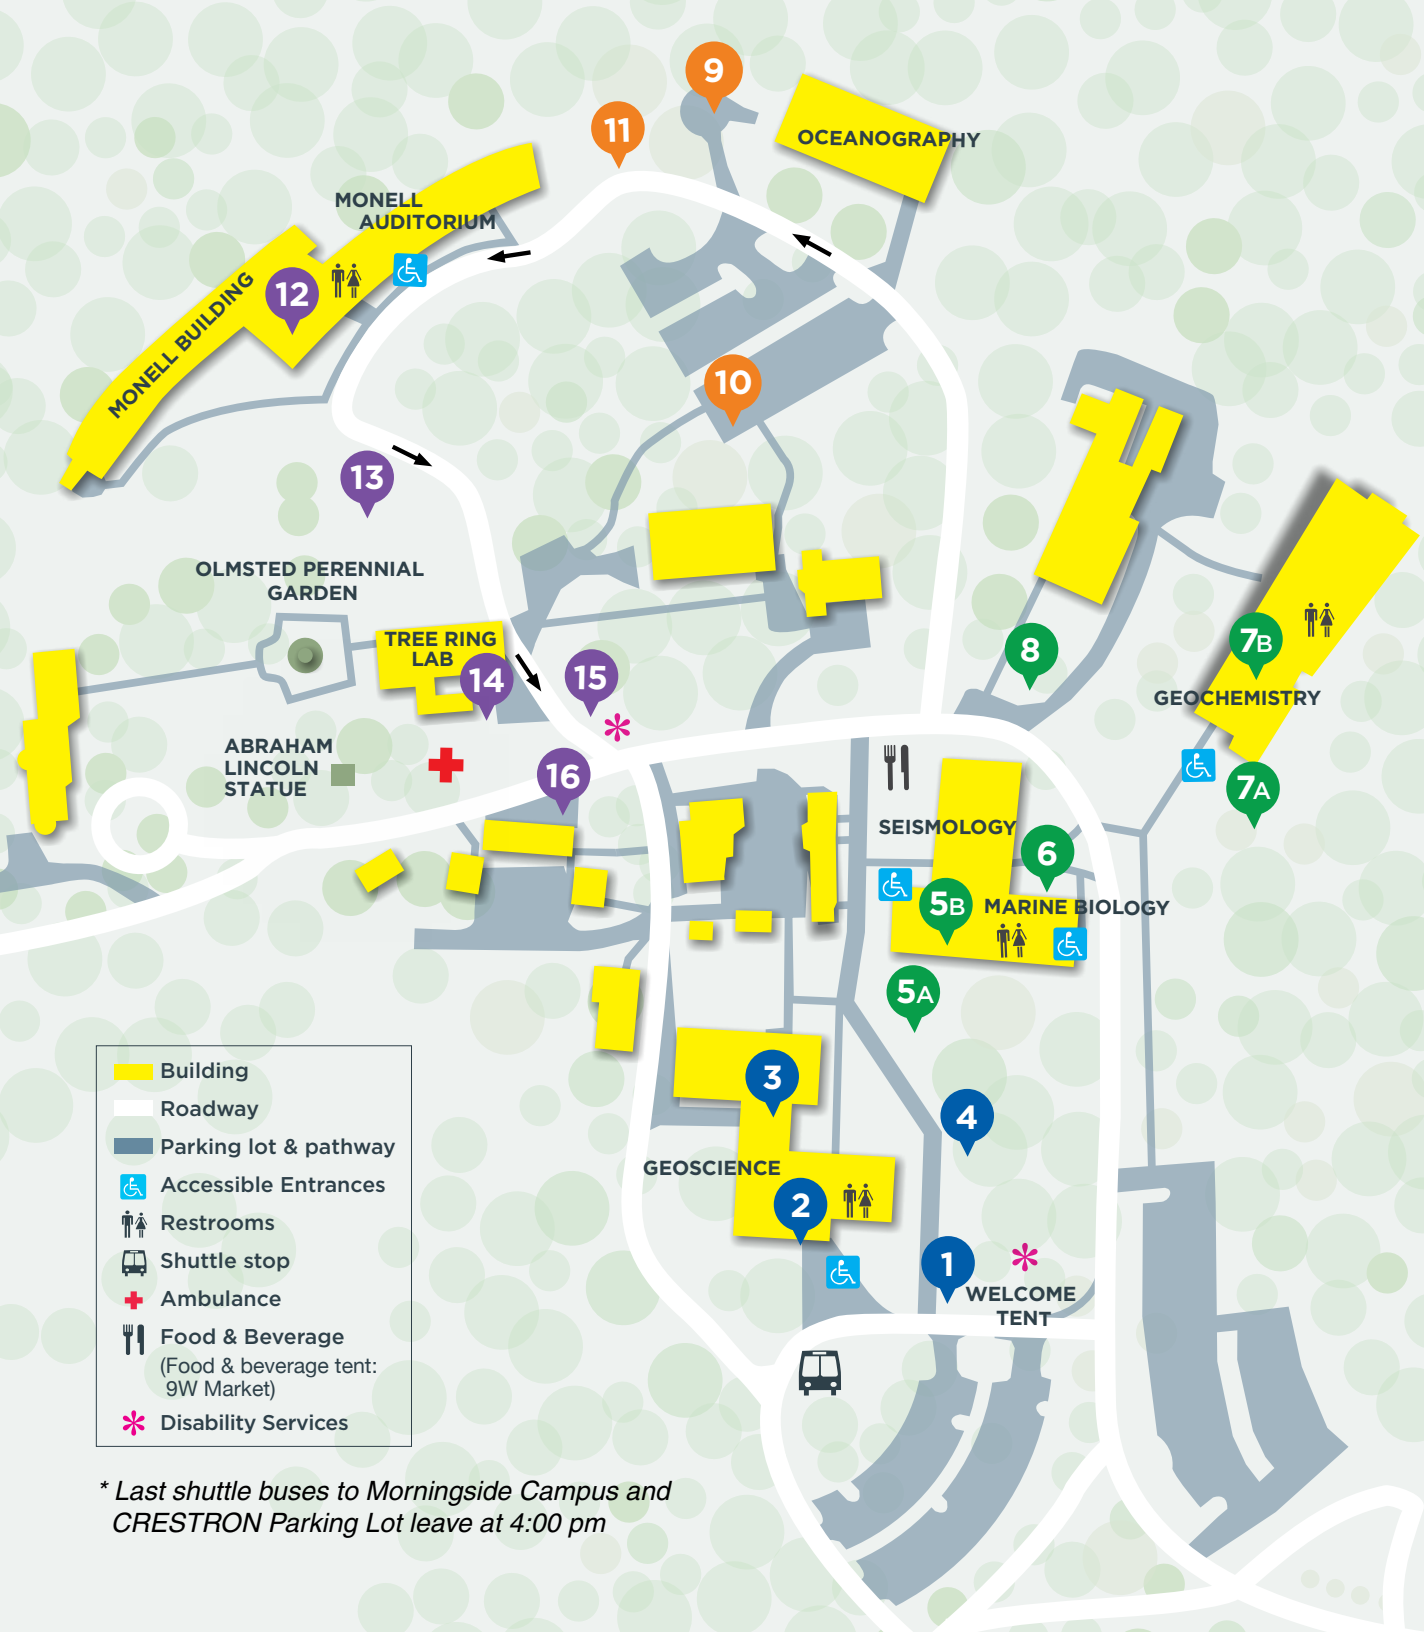 9
11
OCEANOGRAPHY
MONELL
AUDITORIUM
12
MONELL BUILDING
10
13
OLMSTED PERENNIAL
GARDEN
TREE RING
LAB
14
15
8
7B
GEOCHEMISTRY
ABRAHAM
LINCOLN
STATUE
16
7A
SEISMOLOGY
6
5B
MARINE BIOLOGY
5A
3
4
GEOSCIENCE
2
1
WELCOME
TENT
Building
Roadway
Parking lot & pathway
Accessible Entrances
Restrooms
Shuttle stop
Ambulance
Food & Beverage
(Food & beverage tent:
9W Market)
Disability Services
* Last shuttle buses to Morningside Campus and
CRESTRON Parking Lot leave at 4:00 pm